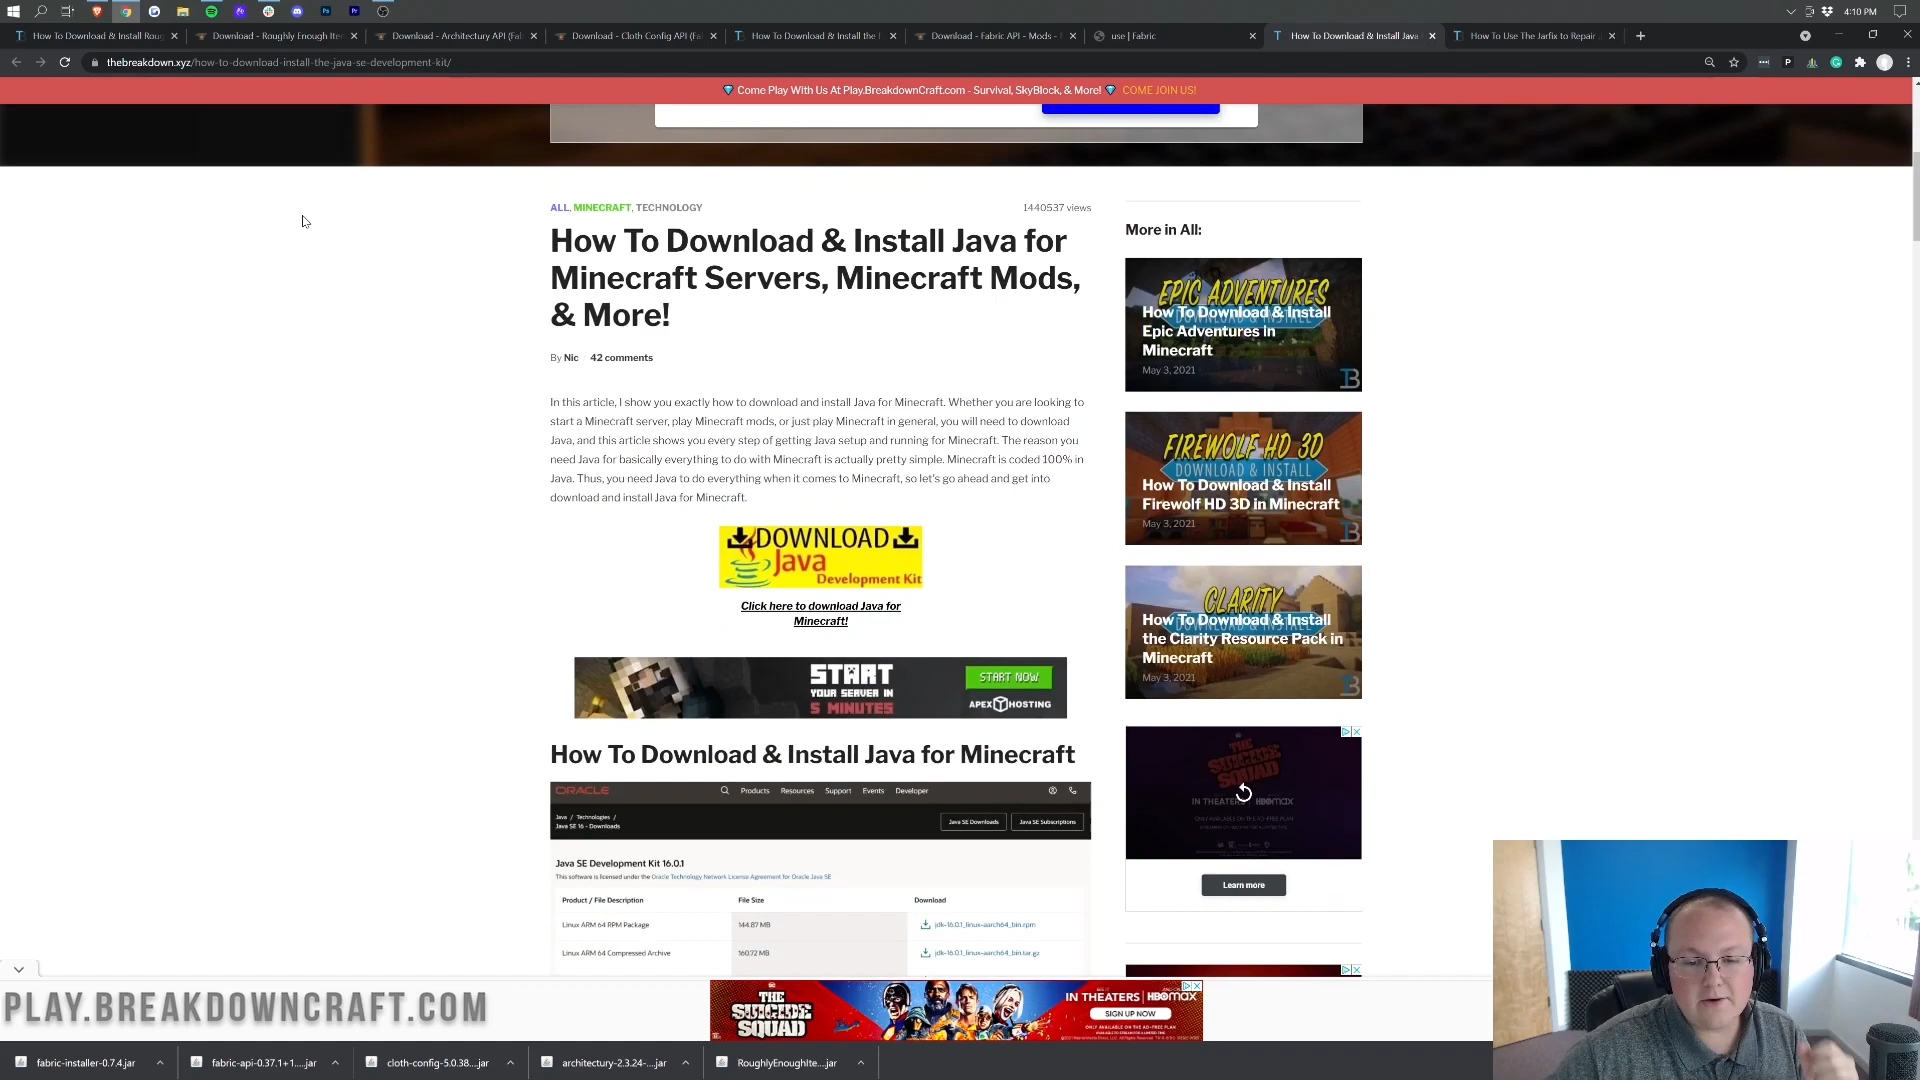 4:10 PM
How To Download & Install Roug
Download - Roughly Enough Iten
Download - Architectury API (Fab
Download - Cloth Config API (Fa
How To Download & Install the F
Download - Fabric API - Mods -
use | Fabric
How To Download & Install Java
How To Use The Jarfix to Repair
thebreakdown.xyz/how-to-download-install-the-java-se-development-kit/
Come Play With Us At Play.BreakdownCraft.com - Survival, SkyBlock, & More! COME JOIN US!
ALL, MINECRAFT, TECHNOLOGY
1440537 views
How To Download & Install Java for
Minecraft Servers, Minecraft Mods,
& More!
By Nic / 42 comments
In this article, I show you exactly how to download and install Java for Minecraft. Whether you are looking to
start a Minecraft server, play Minecraft mods, or just play Minecraft in general, you will need to download
Java, and this article shows you every step of getting Java setup and running for Minecraft. The reason you
need Java for basically everything to do with Minecraft is actually pretty simple. Minecraft is coded 100% in
Java. Thus, you need Java to do everything when it comes to Minecraft, so let's go ahead and get into
download and install Java for Minecraft.
DOWNLOAD
Java
Development Kit
Click here to download Java for
Minecraft!
START
YOUR SERVER IN
5 MINUTES
START NOW
APEX HOSTING
How To Download & Install Java for Minecraft
ORACLE
Products Resources Support Events Developer
Java / Technologies /
Java SE 16 - Downloads
Java SE Downloads
Java SE Subscriptions
Java SE Development Kit 16.0.1
This software is licensed under the Oracle Technology Network License Agreement for Oracle Java SE
Product / File Description File Size Download
Linux ARM 64 RPM Package 144.87 MB jdk-16.0.1_linux-aarch64_bin.rpm
Linux ARM 64 Compressed Archive 160.72 MB jdk-16.0.1_linux-aarch64_bin.tar.gz
More in All:
EPIC ADVENTURES
DOWNLOAD & INSTALL
How To Download & Install
Epic Adventures in
Minecraft
May 3, 2021
FIREWOLF HD 3D
DOWNLOAD & INSTALL
How To Download & Install
Firewolf HD 3D in Minecraft
May 3, 2021
CLARITY
DOWNLOAD & INSTALL
How To Download & Install
the Clarity Resource Pack in
Minecraft
May 3, 2021
THE
SUICIDE
SQUAD
IN THEATERS | HBOMAX
Learn more
PLAY.BREAKDOWNCRAFT.COM
THE
SUICIDE
SQUAD
IN THEATERS | HBOmax
SIGN UP NOW
ONLY AVAILABLE ON THE AD-FREE PLAN
fabric-installer-0.7.4.jar
fabric-api-0.37.1+1....jar
cloth-config-5.0.38....jar
architectury-2.3.24-....jar
RoughlyEnoughIte....jar